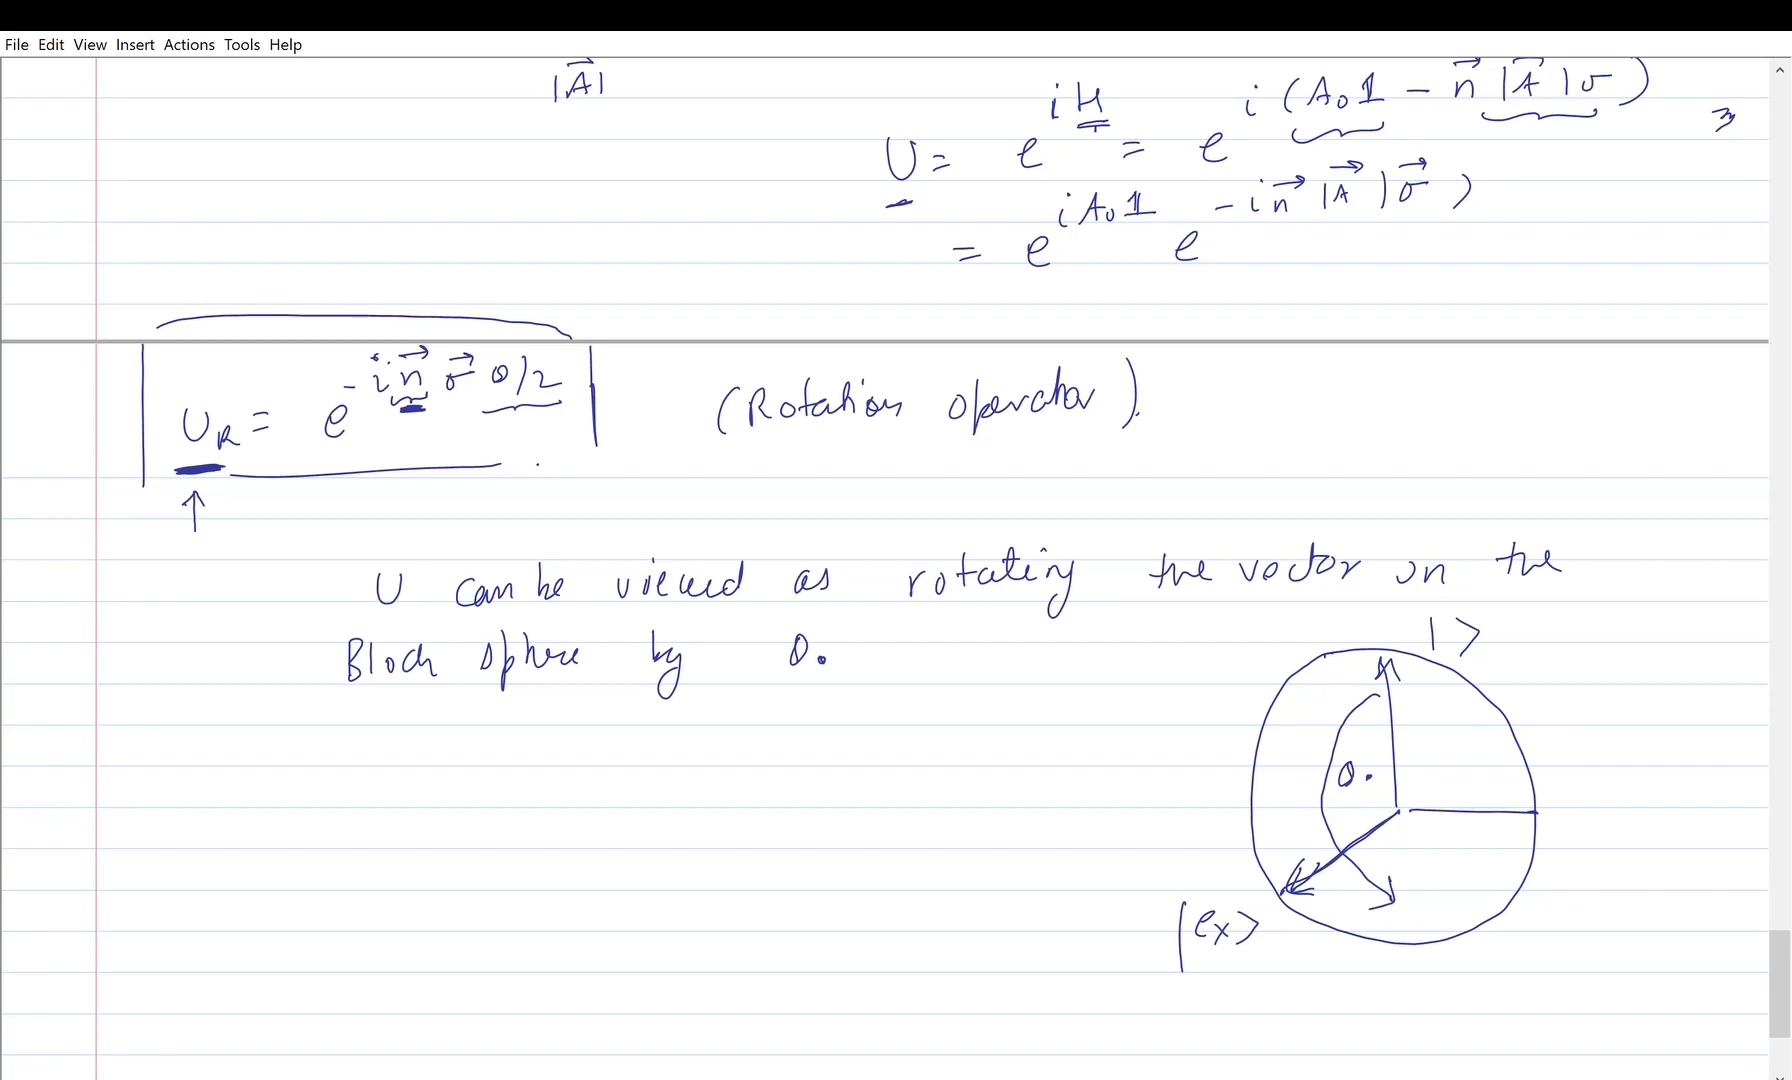 File Edit View Insert Actions Tools Help
|A⃗|
U = e^{iH} = e^{i(A₀𝟙 - n⃗|A⃗|σ)}
= e^{iA₀𝟙} e^{-in⃗|A⃗|σ⃗)}
U_R = e^{-in⃗ σ⃗ θ/2} (Rotation operator).
U can be viewed as rotating the vector on the
Bloch sphere by θ.
| >
θ.
|e_x>